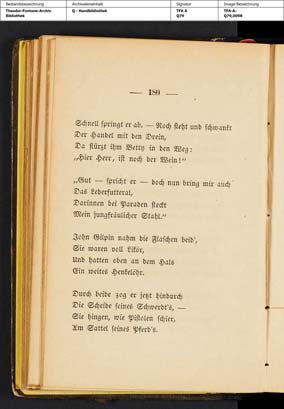 Bestandsbezeichnung
Archivalieneinheit
Signatur
Image Bezeichnung
Theodor-Fontane-Archiv
Bibliothek
Q - Handbibliothek
TFA A
Q79
TFA-A:
Q79,0098
— 180 —
Schnell springt er ab. — Noch steht und schwankt
Der Handel mit den Drein,
Da stürzt ihm Betty in den Weg:
„Hier Herr, ist noch der Wein!“
„Gut — spricht er — doch nun bring mir auch
Das Lederfutteral,
Darinnen bei Paraden steckt
Mein jungfräulicher Stahl.“
John Gilpin nahm die Flaschen beid',
Sie waren voll Likör,
Und hatten oben an dem Hals
Ein weites Henkelöhr.
Durch beide zog er jetzt hindurch
Die Scheide seines Schwerdt's, —
Sie hingen, wie Pistolen schier,
Am Sattel seines Pferd's.